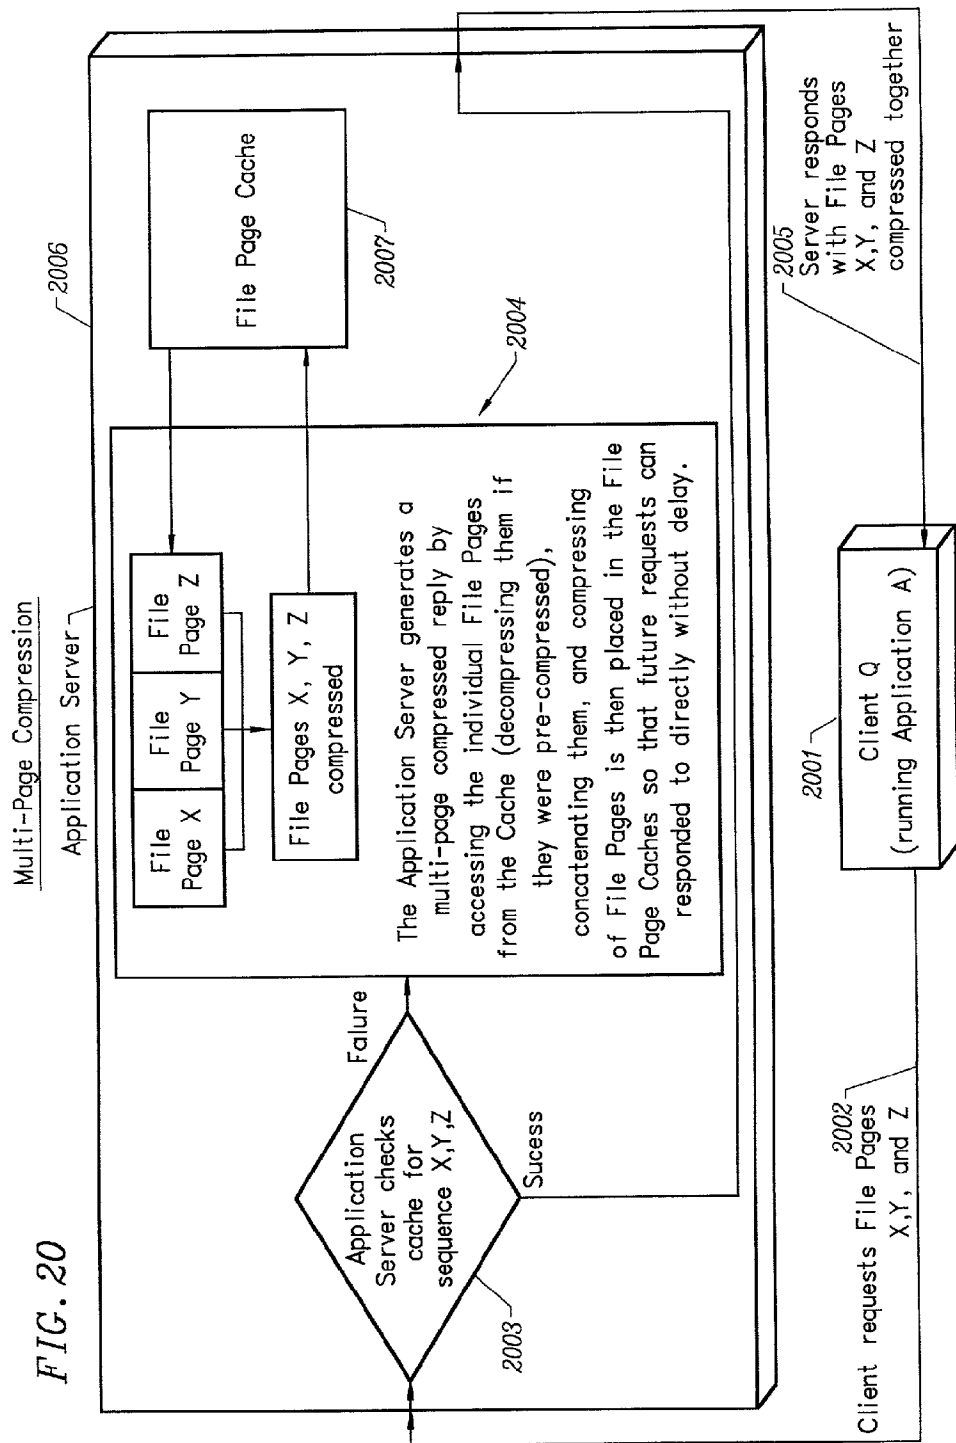 FIG. 20
Multi-Page Compression
Application Server
2006
Application
Server checks
cache for
sequence X,Y,Z
2003
Falure
Sucess
File
Page X
File
Page Y
File
Page Z
File Pages X, Y, Z
compressed
The Application Server generates a
multi-page compressed reply by
accessing the individual File Pages
from the Cache (decompressing them if
they were pre-compressed),
concatenating them, and compressing
of File Pages is then placed in the File
Page Caches so that future requests can
responded to directly without delay.
2004
File Page Cache
2007
2002
Client requests File Pages
X,Y, and Z
2001
Client Q
(running Application A)
2005
Server responds
with File Pages
X,Y, and Z
compressed together